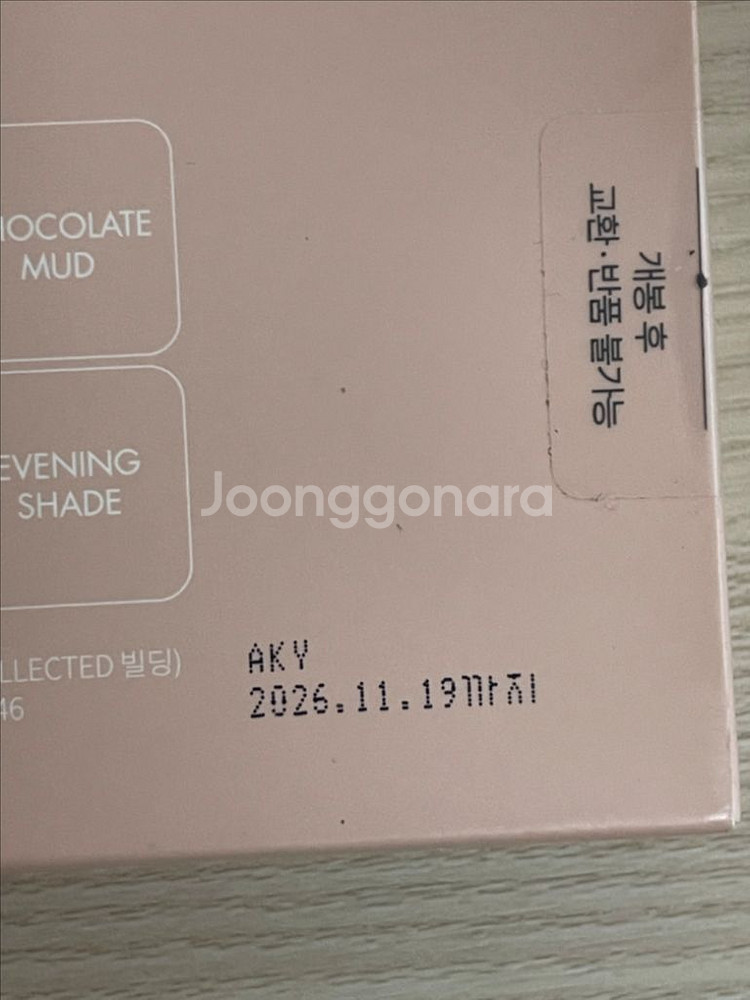 HOCOLATE
MUD
개봉 후
교환·반품 불가능
EVENING
SHADE
Joonggonara
LLECTED 빌딩)
46
AKY
2026.11.19까지